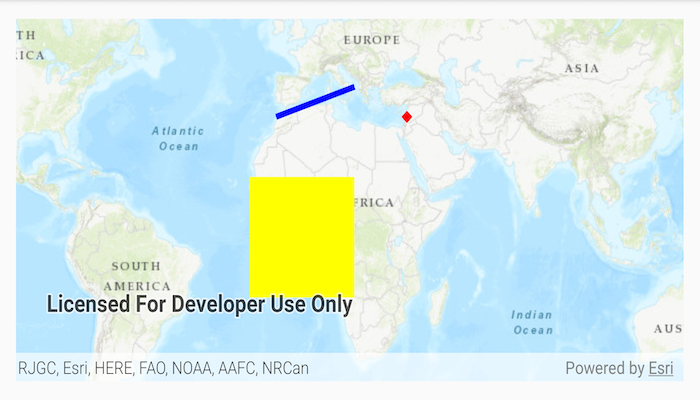 TH
ICA
EUROPE
ASIA
Atlantic
Ocean
FRICA
SOUTH
AMERICA
Licensed For Developer Use Only
Indian
Ocean
AUS
RJGC, Esri, HERE, FAO, NOAA, AAFC, NRCan
Powered by Esri